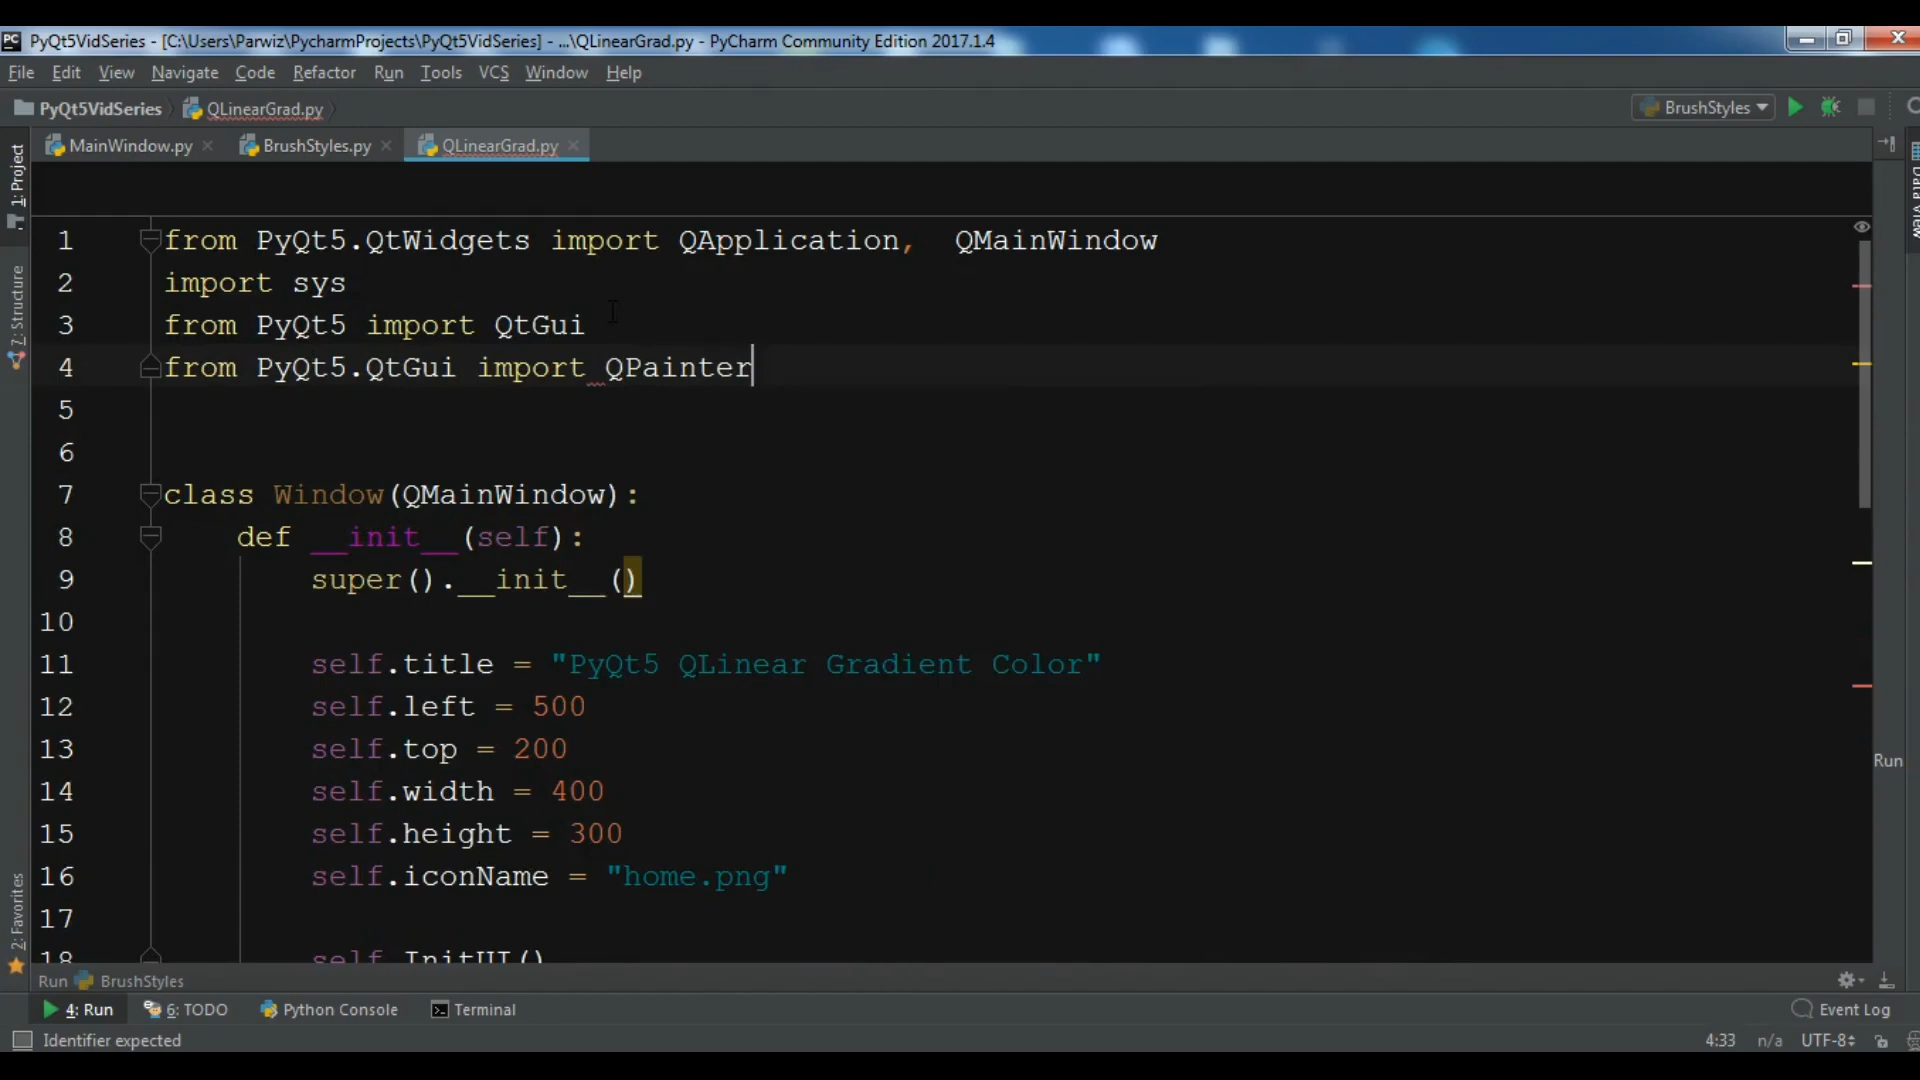 PyQt5VidSeries - [C:\Users\Parwiz\PycharmProjects\PyQt5VidSeries] - ...\QLinearGrad.py - PyCharm Community Edition 2017.1.4
File Edit View Navigate Code Refactor Run Tools VCS Window Help
PyQt5VidSeries QLinearGrad.py BrushStyles
MainWindow.py BrushStyles.py QLinearGrad.py
1: Project
7: Structure
2: Favorites
Data View
Run
1 from PyQt5.QtWidgets import QApplication, QMainWindow
2 import sys
3 from PyQt5 import QtGui
4 from PyQt5.QtGui import QPainter
5
6
7 class Window(QMainWindow):
8 def __init__(self):
9 super().__init__()
10
11 self.title = "PyQt5 QLinear Gradient Color"
12 self.left = 500
13 self.top = 200
14 self.width = 400
15 self.height = 300
16 self.iconName = "home.png"
17
18 self.InitUI()
Run BrushStyles
4: Run 6: TODO Python Console Terminal Event Log
Identifier expected 4:33 n/a UTF-8